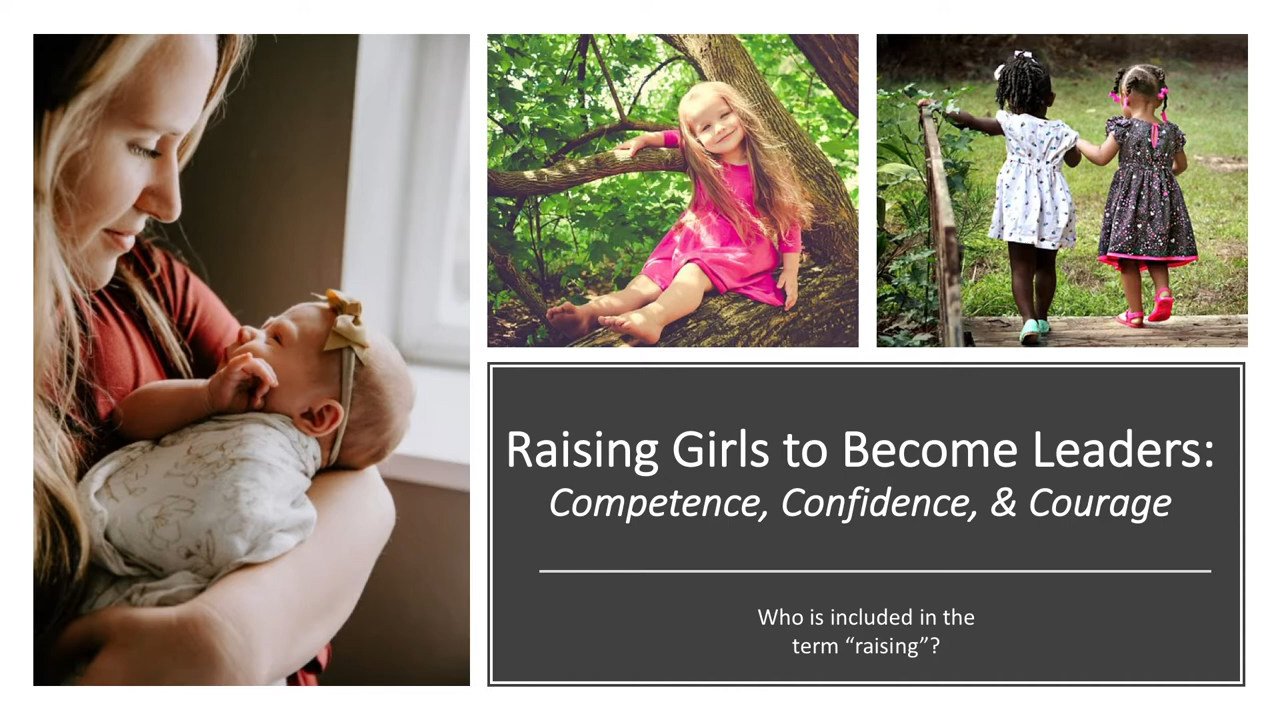 Raising Girls to Become Leaders:
Competence, Confidence, & Courage
Who is included in the
term “raising”?